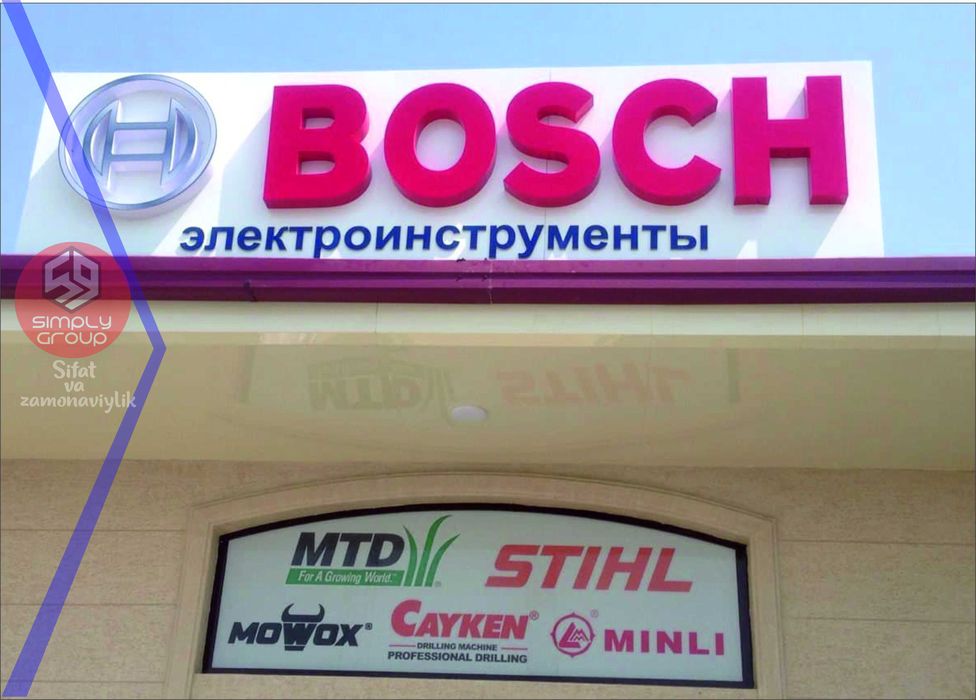 BOSCH
электроинструменты
SIMPLY
GROUP
Sifat
va
zamonaviylik
MTD
For A Growing World.™
STIHL
MOWOX®
CAYKEN®
DRILLING MACHINE
PROFESSIONAL DRILLING
® MINLI